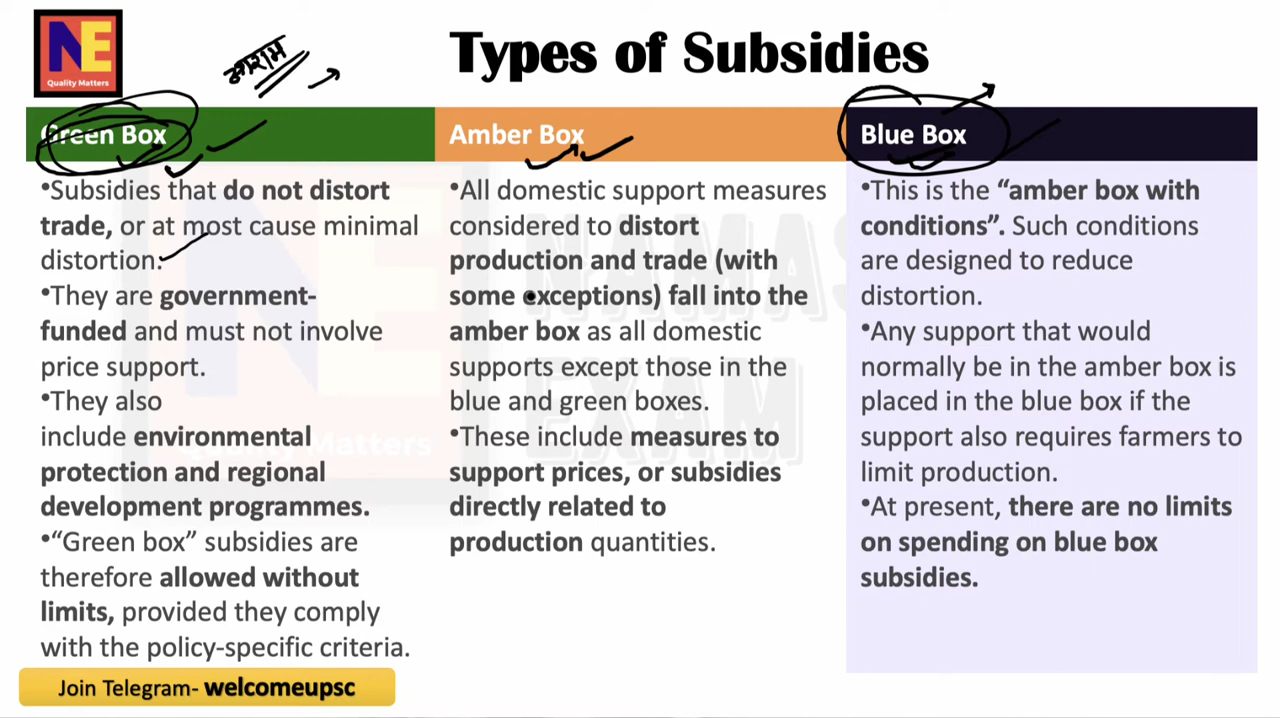 NE
Quality Matters
Types of Subsidies
Green Box
•Subsidies that do not distort
trade, or at most cause minimal
distortion.
•They are government-
funded and must not involve
price support.
•They also
include environmental
protection and regional
development programmes.
•“Green box” subsidies are
therefore allowed without
limits, provided they comply
with the policy-specific criteria.
Amber Box
•All domestic support measures
considered to distort
production and trade (with
some exceptions) fall into the
amber box as all domestic
supports except those in the
blue and green boxes.
•These include measures to
support prices, or subsidies
directly related to
production quantities.
Blue Box
•This is the “amber box with
conditions”. Such conditions
are designed to reduce
distortion.
•Any support that would
normally be in the amber box is
placed in the blue box if the
support also requires farmers to
limit production.
•At present, there are no limits
on spending on blue box
subsidies.
Quality Matters
EXAM
Join Telegram- welcomeupsc